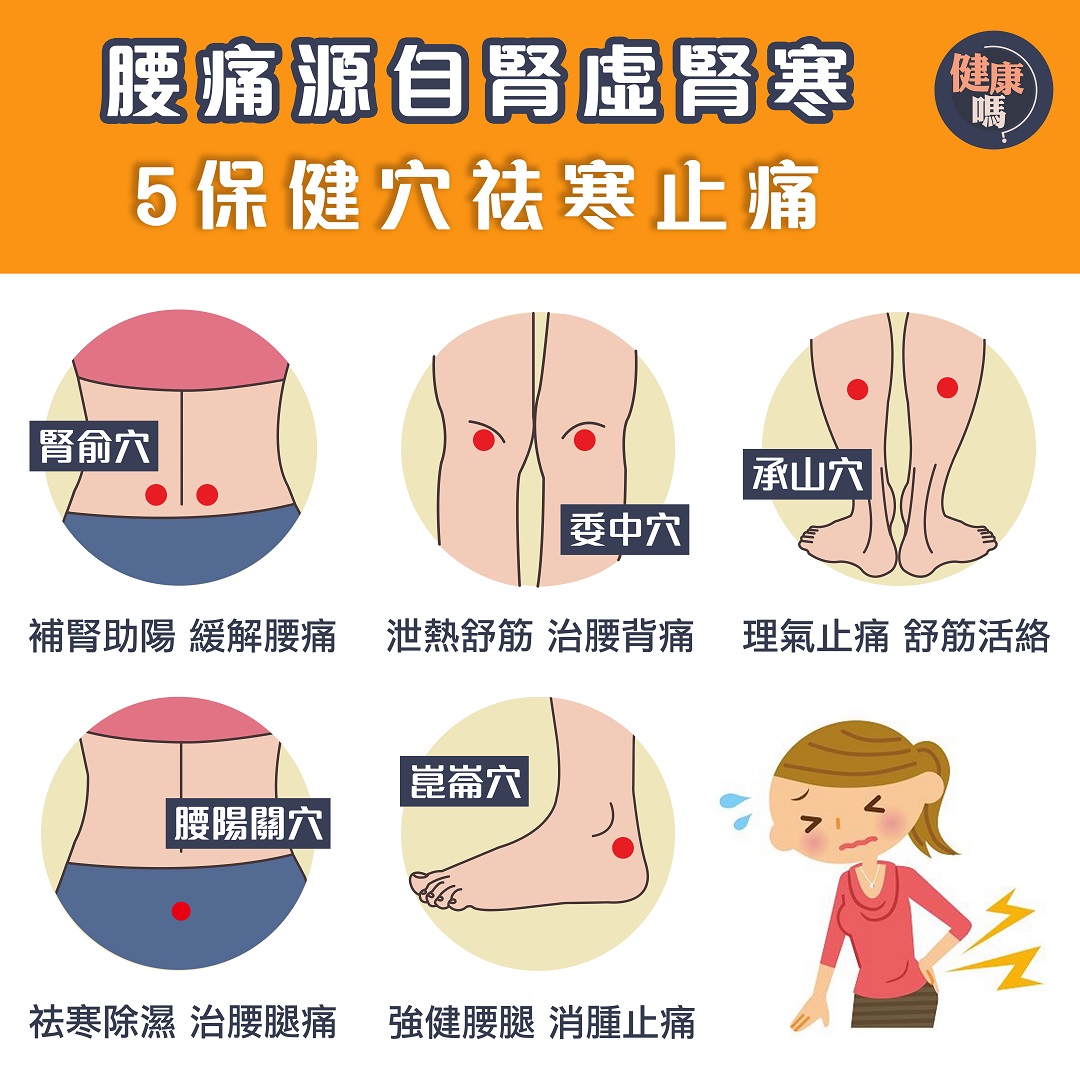 腰痛源自腎虛腎寒
健康
嗎
5保健穴祛寒止痛
腎俞穴
委中穴
承山穴
補腎助陽 緩解腰痛
泄熱舒筋 治腰背痛
理氣止痛 舒筋活絡
腰陽關穴
崑崙穴
祛寒除濕 治腰腿痛
強健腰腿 消腫止痛